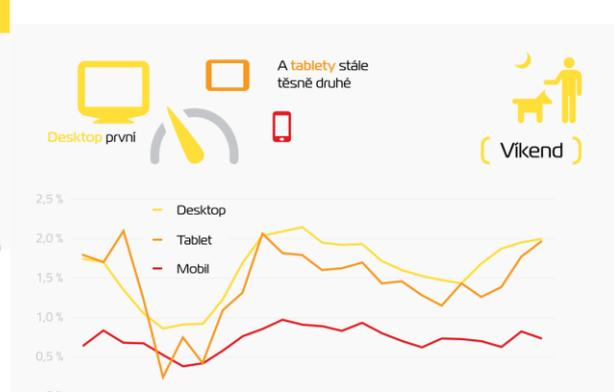 A tablety stále
těsně druhé
Desktop první
Víkend
2,5 %
Desktop
2,0 %
Tablet
1,5 %
Mobil
1,0 %
0,5 %